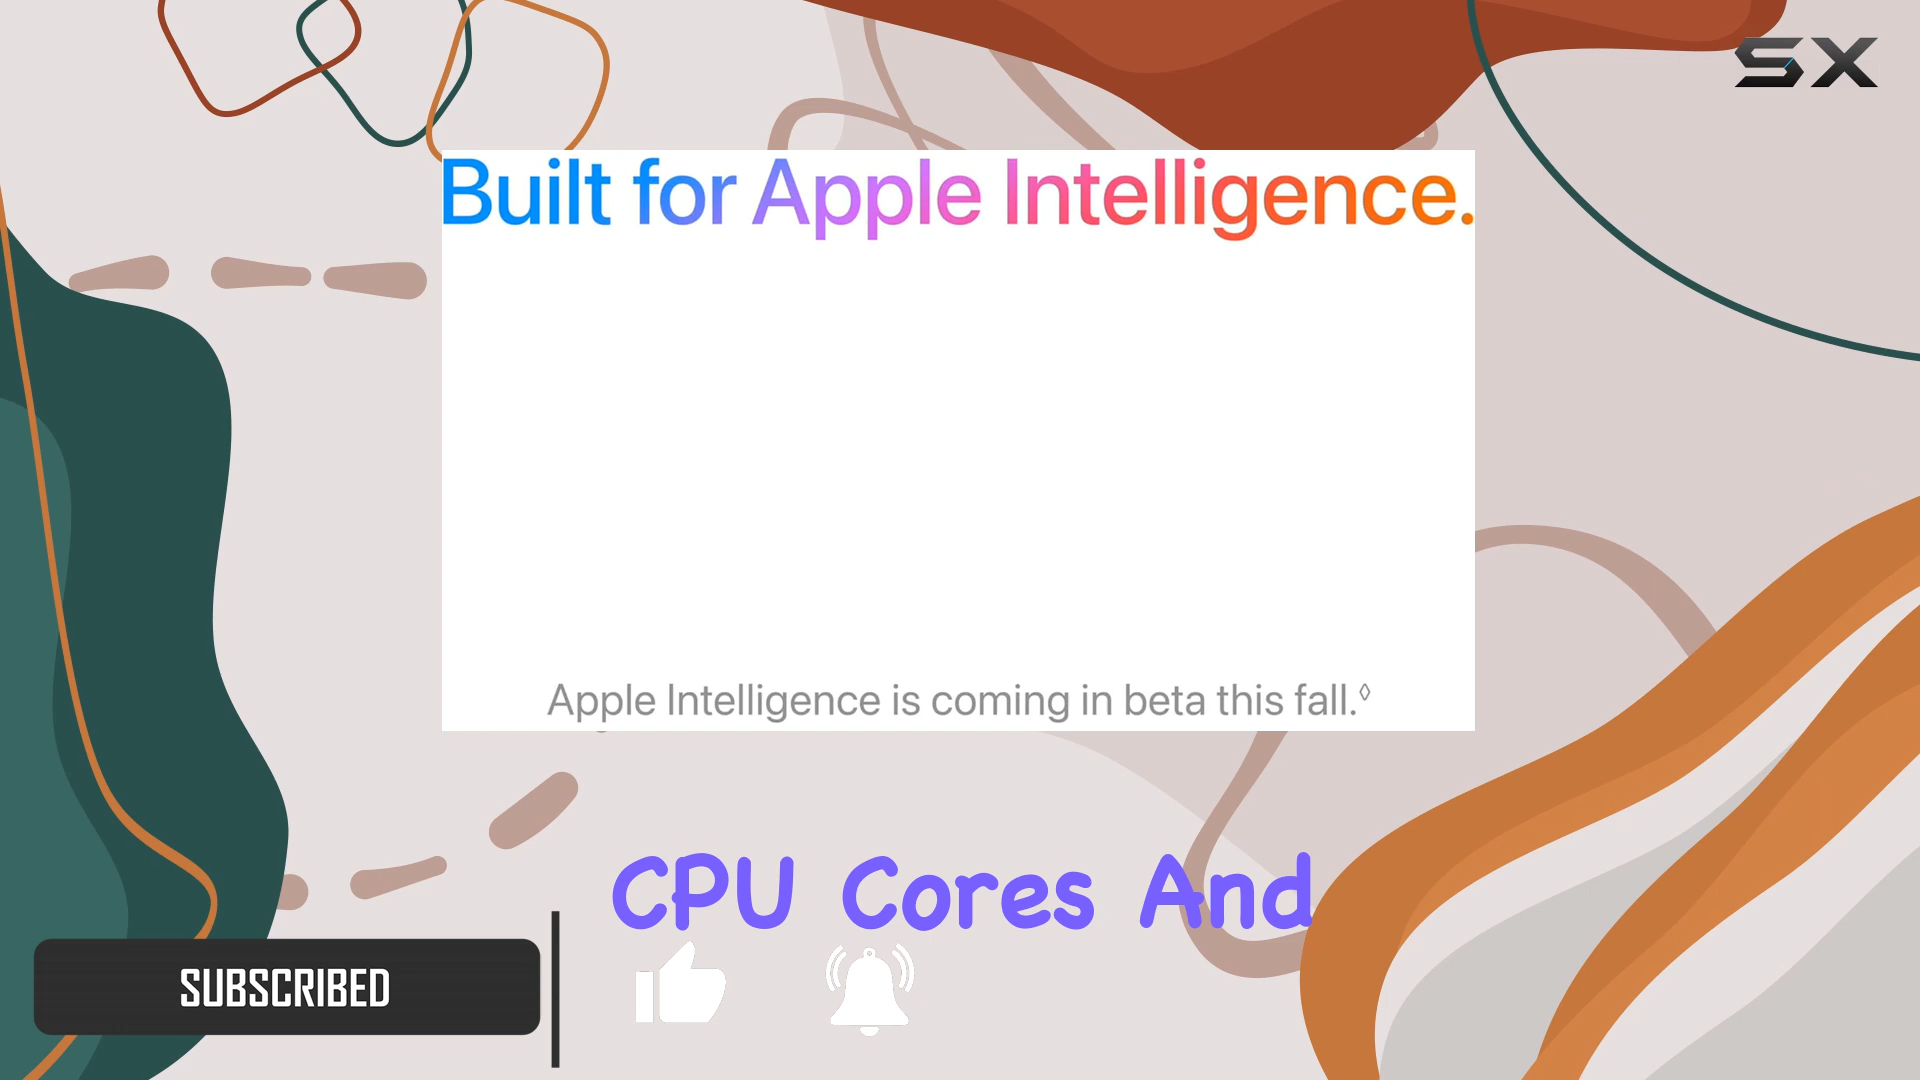 SX
Built for Apple Intelligence.
Apple Intelligence is coming in beta this fall.◊
CPU Cores And
SUBSCRIBED